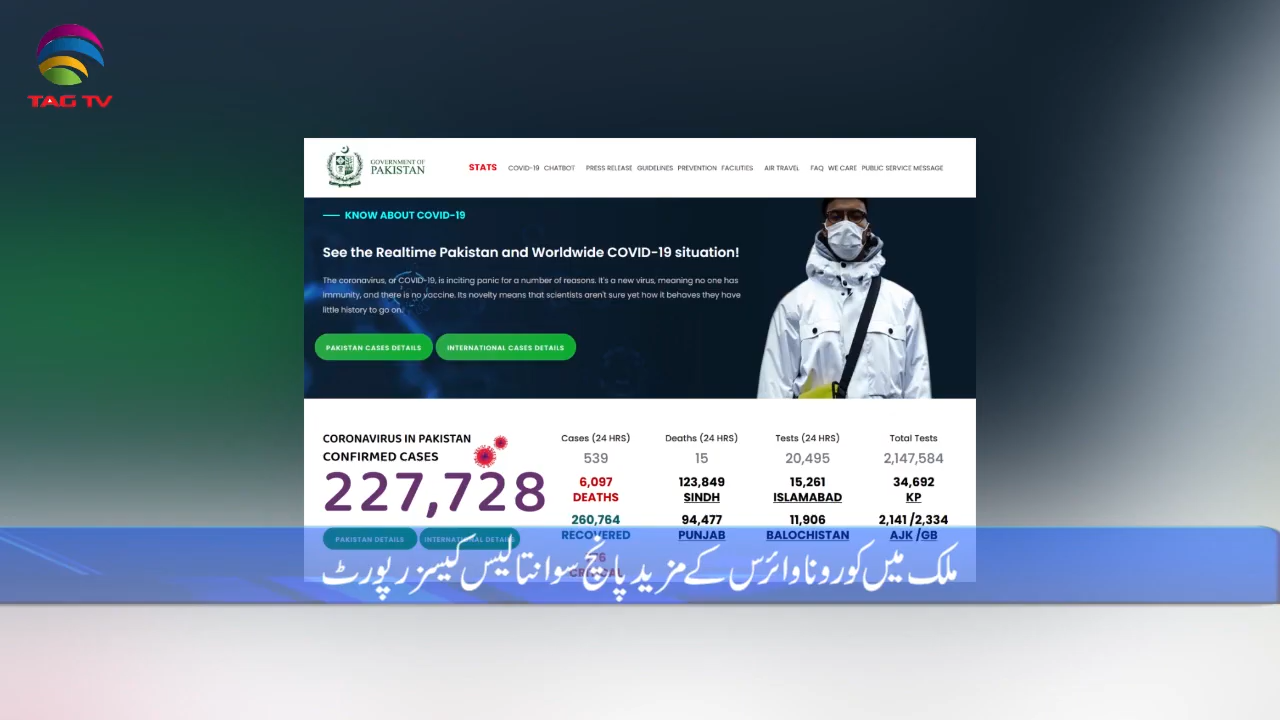 TAG TV
GOVERNMENT OF
PAKISTAN
STATS COVID-19 CHATBOT PRESS RELEASE GUIDELINES PREVENTION FACILITIES AIR TRAVEL FAQ WE CARE PUBLIC SERVICE MESSAGE
KNOW ABOUT COVID-19
See the Realtime Pakistan and Worldwide COVID-19 situation!
The coronavirus, or COVID-19, is inciting panic for a number of reasons. It's a new virus, meaning no one has
immunity, and there is no vaccine. Its novelty means that scientists aren't sure yet how it behaves they have
little history to go on.
PAKISTAN CASES DETAILS INTERNATIONAL CASES DETAILS
CORONAVIRUS IN PAKISTAN
CONFIRMED CASES
227,728
PAKISTAN DETAILS INTERNATIONAL DETAILS
Cases (24 HRS) Deaths (24 HRS) Tests (24 HRS) Total Tests
539 15 20,495 2,147,584
6,097 123,849 15,261 34,692
DEATHS SINDH ISLAMABAD KP
260,764 94,477 11,906 2,141 /2,334
RECOVERED PUNJAB BALOCHISTAN AJK /GB
ملک میں کورونا وائرس کے مزید پانچ سو انتالیس کیسز رپورٹ